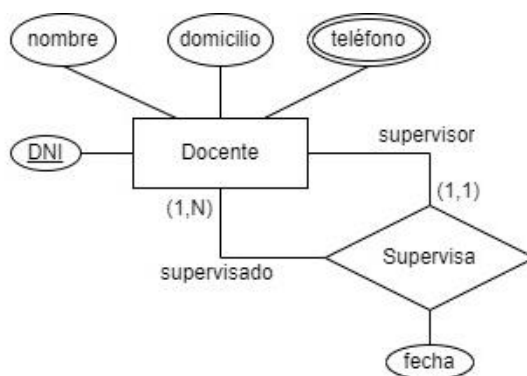 nombre
domicilio
teléfono
DNI
Docente
supervisor
(1,N)
(1,1)
Supervisa
supervisado
fecha